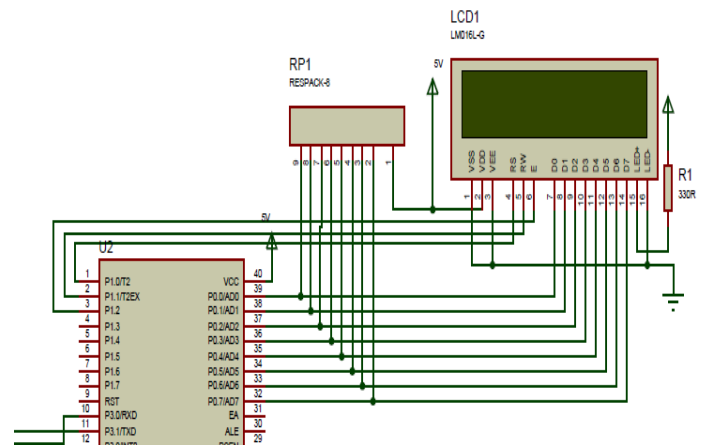 LCD1
LM016L-G
5V
RP1
RESPACK-8
9 8 7 6 5 4 3 2 1
VSS VDD VEE RS RW E D0 D1 D2 D3 D4 D5 D6 D7 LED+ LED-
1 2 3 4 5 6 7 8 9 10 11 12 13 14 15 16
R1
330R
5V
U2
1 P1.0/T2 VCC 40
2 P1.1/T2EX P0.0/AD0 39
3 P1.2 P0.1/AD1 38
4 P1.3 P0.2/AD2 37
5 P1.4 P0.3/AD3 36
6 P1.5 P0.4/AD4 35
7 P1.6 P0.5/AD5 34
8 P1.7 P0.6/AD6 33
9 RST P0.7/AD7 32
10 P3.0/RXD EA 31
11 P3.1/TXD ALE 30
12 29